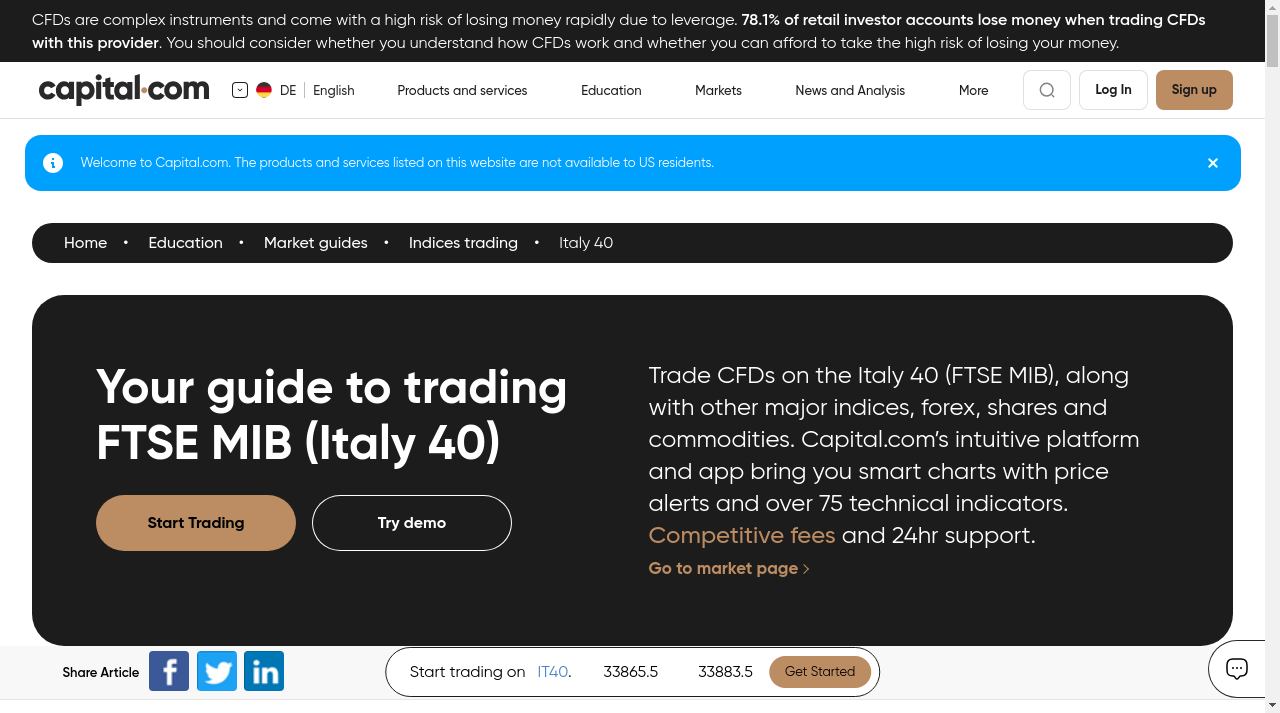 CFDs are complex instruments and come with a high risk of losing money rapidly due to leverage. 78.1% of retail investor accounts lose money when trading CFDs
with this provider. You should consider whether you understand how CFDs work and whether you can afford to take the high risk of losing your money.
capital.com
DE English Products and services Education Markets News and Analysis More Log In Sign up
Welcome to Capital.com. The products and services listed on this website are not available to US residents.
Home • Education • Market guides • Indices trading • Italy 40
Your guide to trading
FTSE MIB (Italy 40)
Start Trading Try demo
Trade CFDs on the Italy 40 (FTSE MIB), along
with other major indices, forex, shares and
commodities. Capital.com’s intuitive platform
and app bring you smart charts with price
alerts and over 75 technical indicators.
Competitive fees and 24hr support.
Go to market page
Share Article
Start trading on IT40. 33865.5 33883.5 Get Started